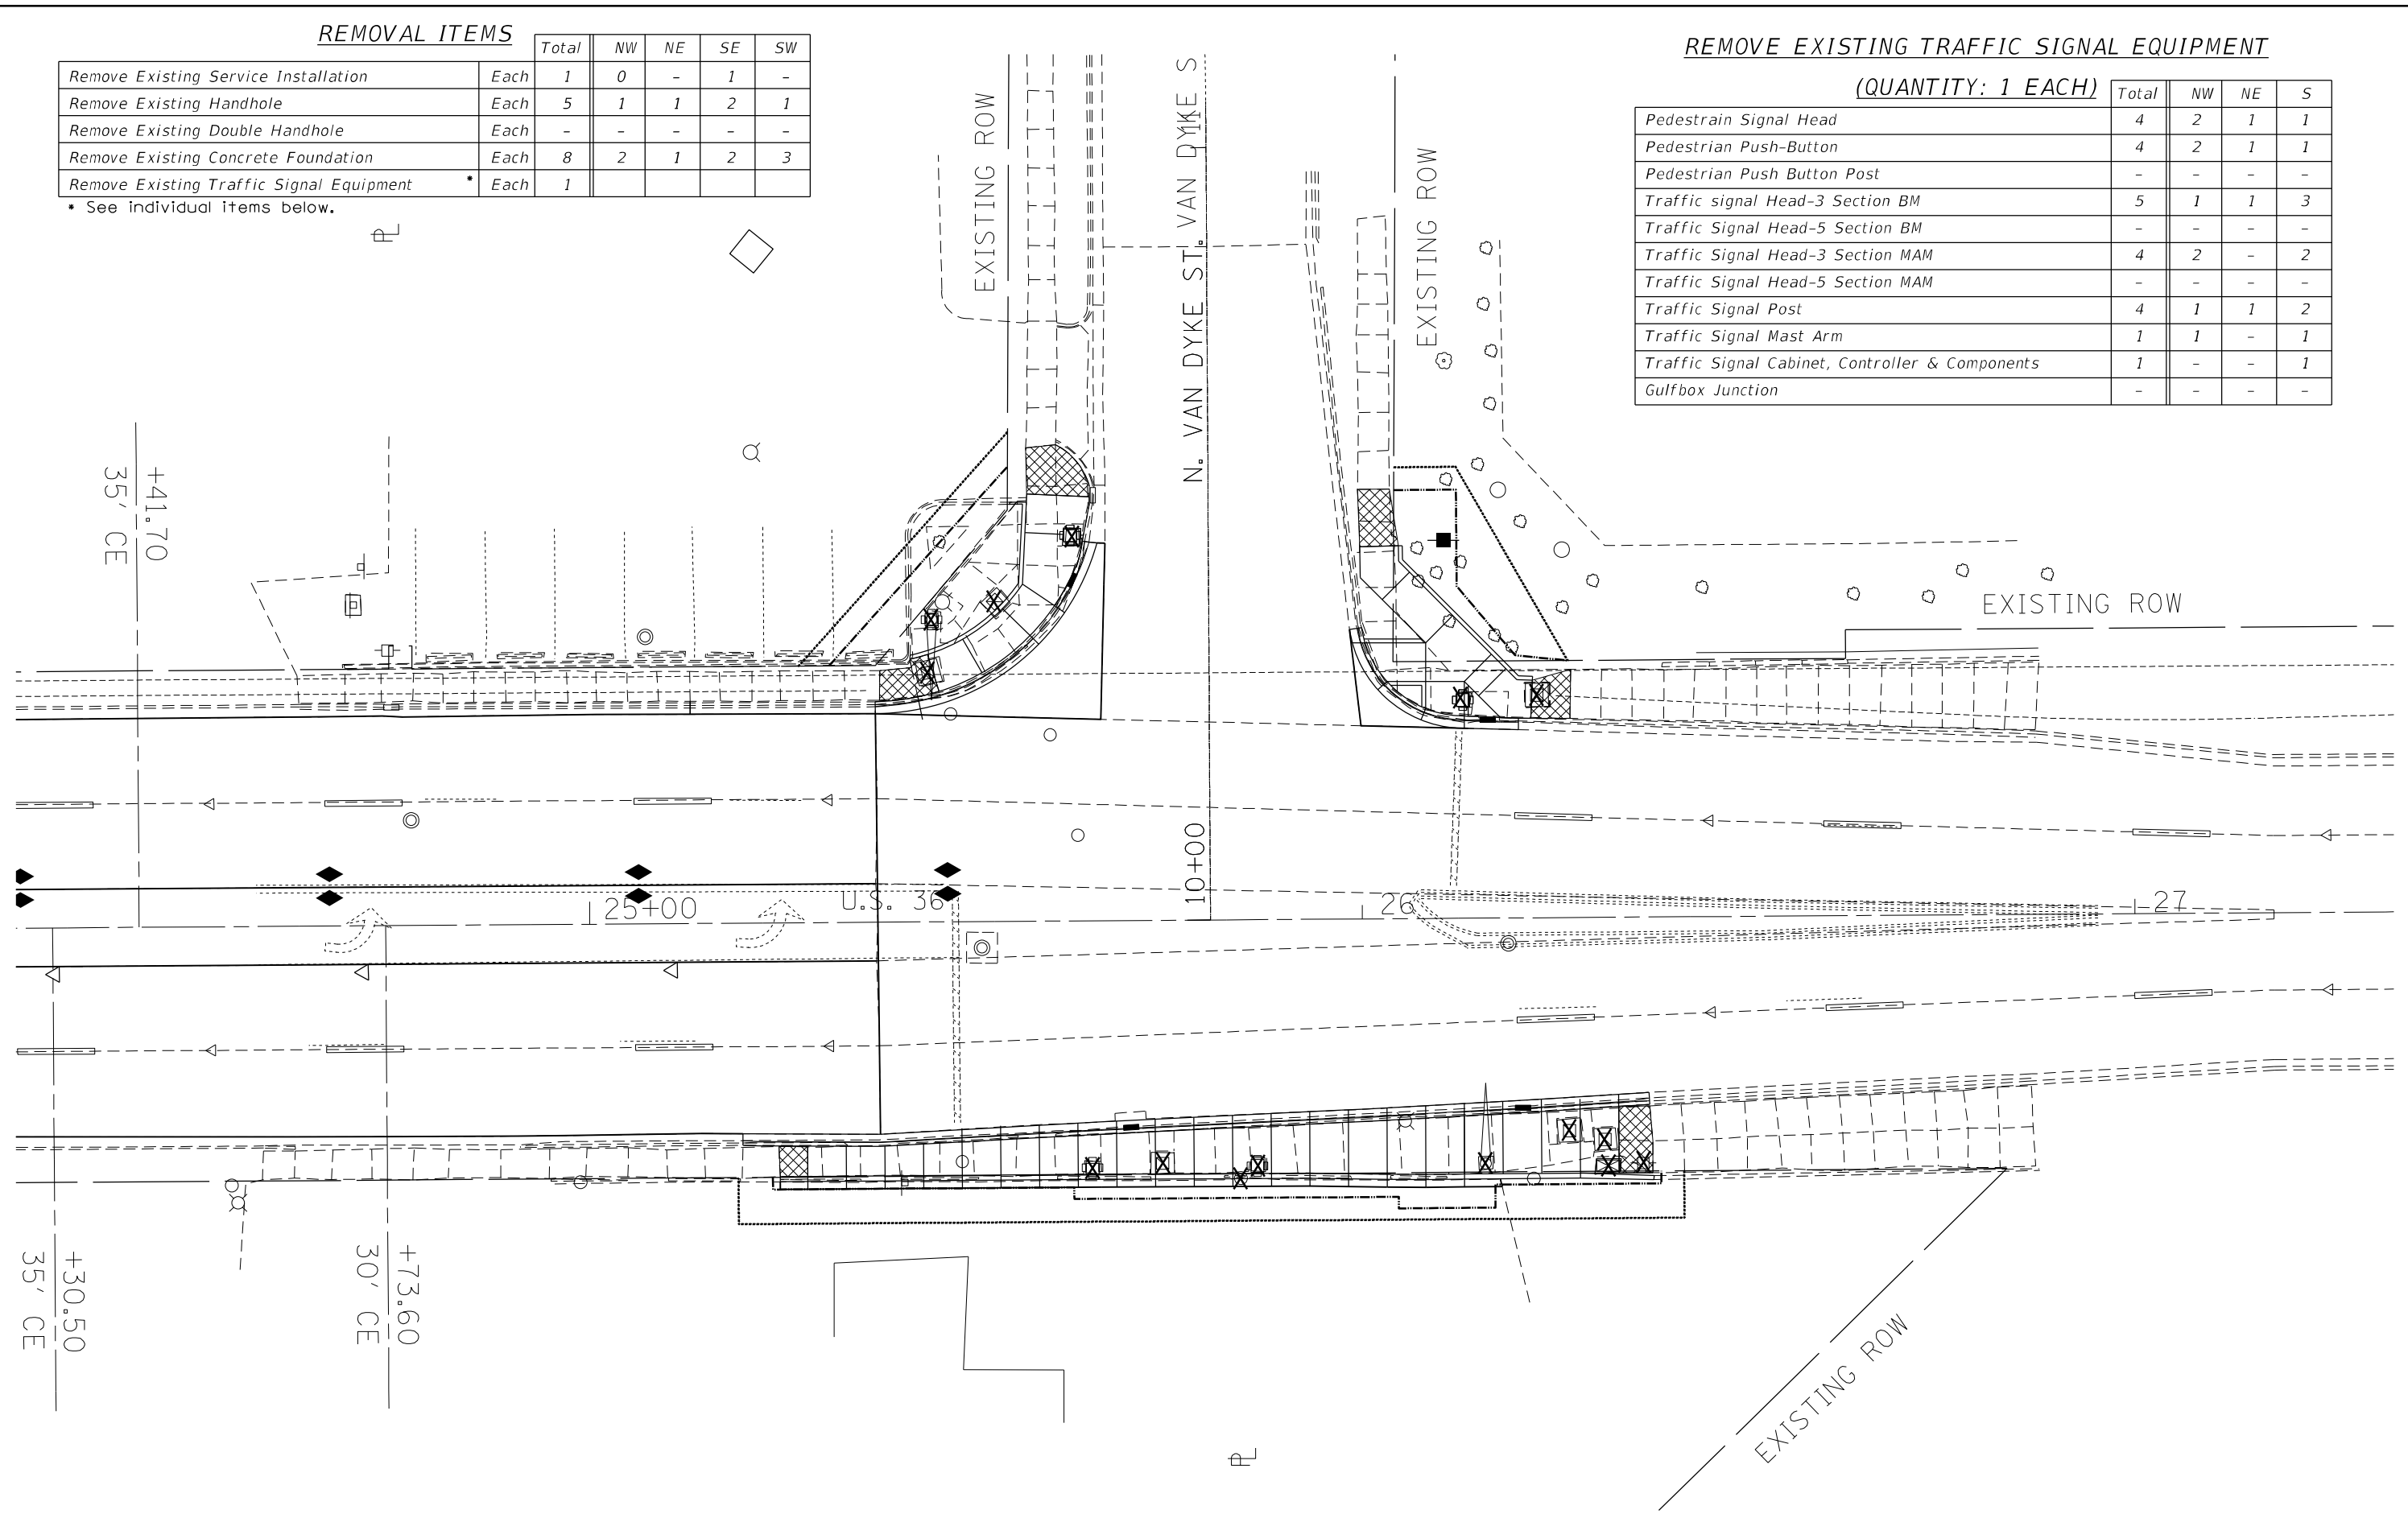 REMOVAL ITEMS
Total NW NE SE SW
Remove Existing Service Installation Each 1 0 - 1 -
Remove Existing Handhole Each 5 1 1 2 1
Remove Existing Double Handhole Each - - - - -
Remove Existing Concrete Foundation Each 8 2 1 2 3
Remove Existing Traffic Signal Equipment * Each 1
* See individual items below.
REMOVE EXISTING TRAFFIC SIGNAL EQUIPMENT
(QUANTITY: 1 EACH) Total NW NE S
Pedestrain Signal Head 4 2 1 1
Pedestrian Push-Button 4 2 1 1
Pedestrian Push Button Post - - - -
Traffic signal Head-3 Section BM 5 1 1 3
Traffic Signal Head-5 Section BM - - - -
Traffic Signal Head-3 Section MAM 4 2 - 2
Traffic Signal Head-5 Section MAM - - - -
Traffic Signal Post 4 1 1 2
Traffic Signal Mast Arm 1 1 - 1
Traffic Signal Cabinet, Controller & Components 1 - - 1
Gulfbox Junction - - - -
PL
EXISTING ROW
N. VAN DYKE ST. VAN DYKE S
11
EXISTING ROW
+41.70
35' CE
EXISTING ROW
10+00
25+00
U.S. 36
26
27
+30.50
35' CE
+73.60
30' CE
EXISTING ROW
PL